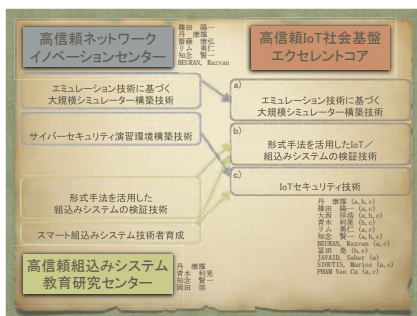 高信頼ネットワーク
イノベーションセンター
篠田 陽一
丹 康雄
齋藤 康弘
リム 勇仁
知念 賢一
BEURAN, Razvan
高信頼IoT社会基盤
エクセレントコア
エミュレーション技術に基づく
大規模シミュレーター構築技術
サイバーセキュリティ演習環境構築技術
形式手法を活用した
組込みシステムの検証技術
スマート組込みシステム技術者育成
a)
エミュレーション技術に基づく
大規模シミュレーター構築技術
b)
形式手法を活用したIoT／
組込みシステムの検証技術
c)
IoTセキュリティ技術
丹 康雄 (a,b,c)
篠田 陽一 (a,c)
大西 祥浩 (a,b,c)
青木 利晃 (b,c)
リム 勇仁 (a,c)
知念 賢一 (a,b,c)
BEURAN, Razvan (a,c)
冨田 尭 (b,c)
JAVAID, Saher (a)
SIOUTIS, Marios (a,c)
PHAM Van Cu (a,c)
高信頼組込みシステム
教育研究センター
丹 康雄
青木 利晃
知念 賢一
岡田 崇